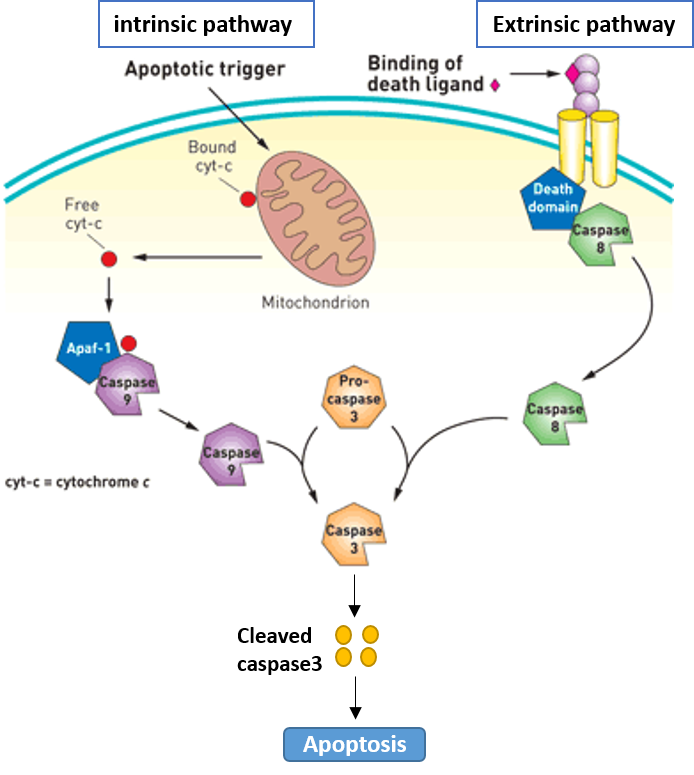 intrinsic pathway
Extrinsic pathway
Apoptotic trigger
Binding of
death ligand
Bound
cyt-c
Free
cyt-c
Mitochondrion
Death
domain
Caspase
8
Apaf-1
Caspase
9
Pro-
caspase
3
Caspase
8
Caspase
9
cyt-c = cytochrome c
Caspase
3
Cleaved
caspase3
Apoptosis